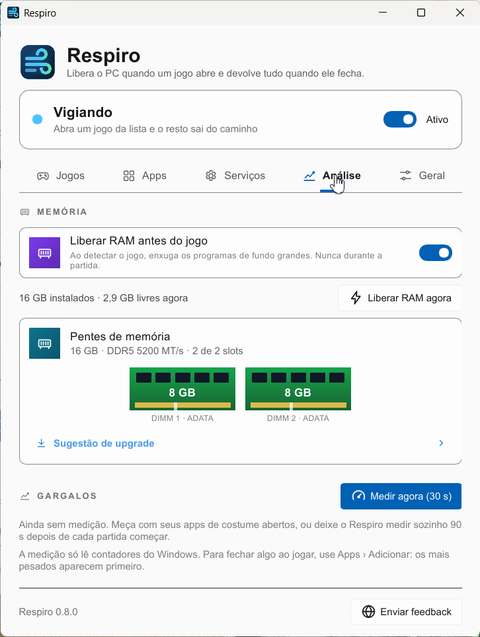 Respiro
Respiro
Libera o PC quando um jogo abre e devolve tudo quando ele fecha.
Vigiando
Abra um jogo da lista e o resto sai do caminho
Ativo
Jogos
Apps
Serviços
Análise
Geral
MEMÓRIA
Liberar RAM antes do jogo
Ao detectar o jogo, enxuga os programas de fundo grandes. Nunca durante a
partida.
16 GB instalados · 2,9 GB livres agora
Liberar RAM agora
Pentes de memória
16 GB · DDR5 5200 MT/s · 2 de 2 slots
8 GB
8 GB
DIMM 1 · ADATA
DIMM 2 · ADATA
Sugestão de upgrade
GARGALOS
Medir agora (30 s)
Ainda sem medição. Meça com seus apps de costume abertos, ou deixe o Respiro medir sozinho 90
s depois de cada partida começar.
A medição só lê contadores do Windows. Para fechar algo ao jogar, use Apps › Adicionar: os mais
pesados aparecem primeiro.
Respiro 0.8.0
Enviar feedback